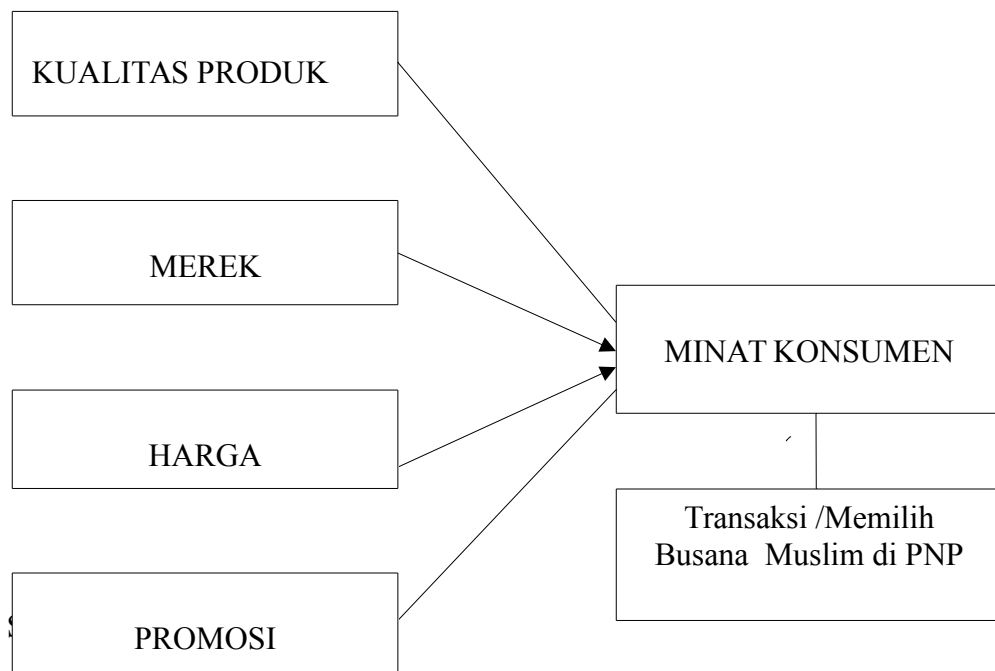 KUALITAS PRODUK
MEREK
HARGA
PROMOSI
MINAT KONSUMEN
Transaksi /Memilih
Busana Muslim di PNP